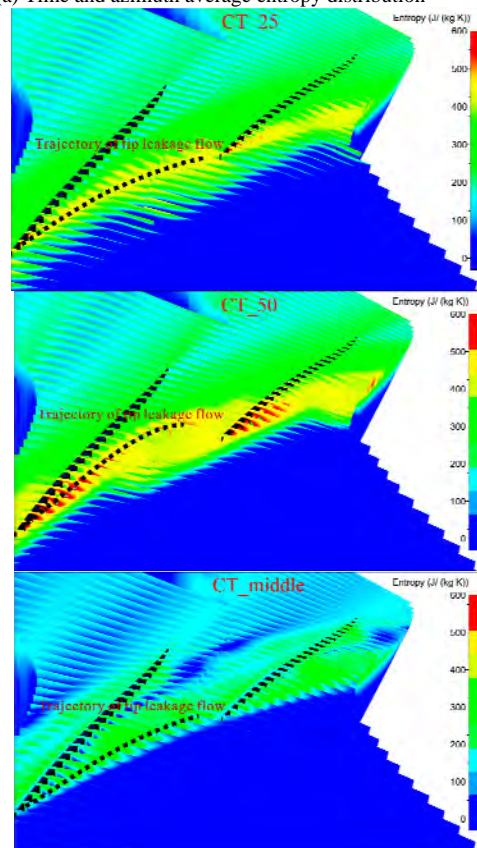 (a) Time and azimuth average entropy distribution
CT_25
Entropy (J/ (kg K)
600
500
400
300
200
100
0
Trajectory of tip leakage flow
CT_50
Entropy (J/ (kg K)
600
500
400
300
200
100
0
Trajectory of tip leakage flow
CT_middle
Entropy (J/ (kg K)
600
500
400
300
200
100
0
Trajectory of tip leakage flow